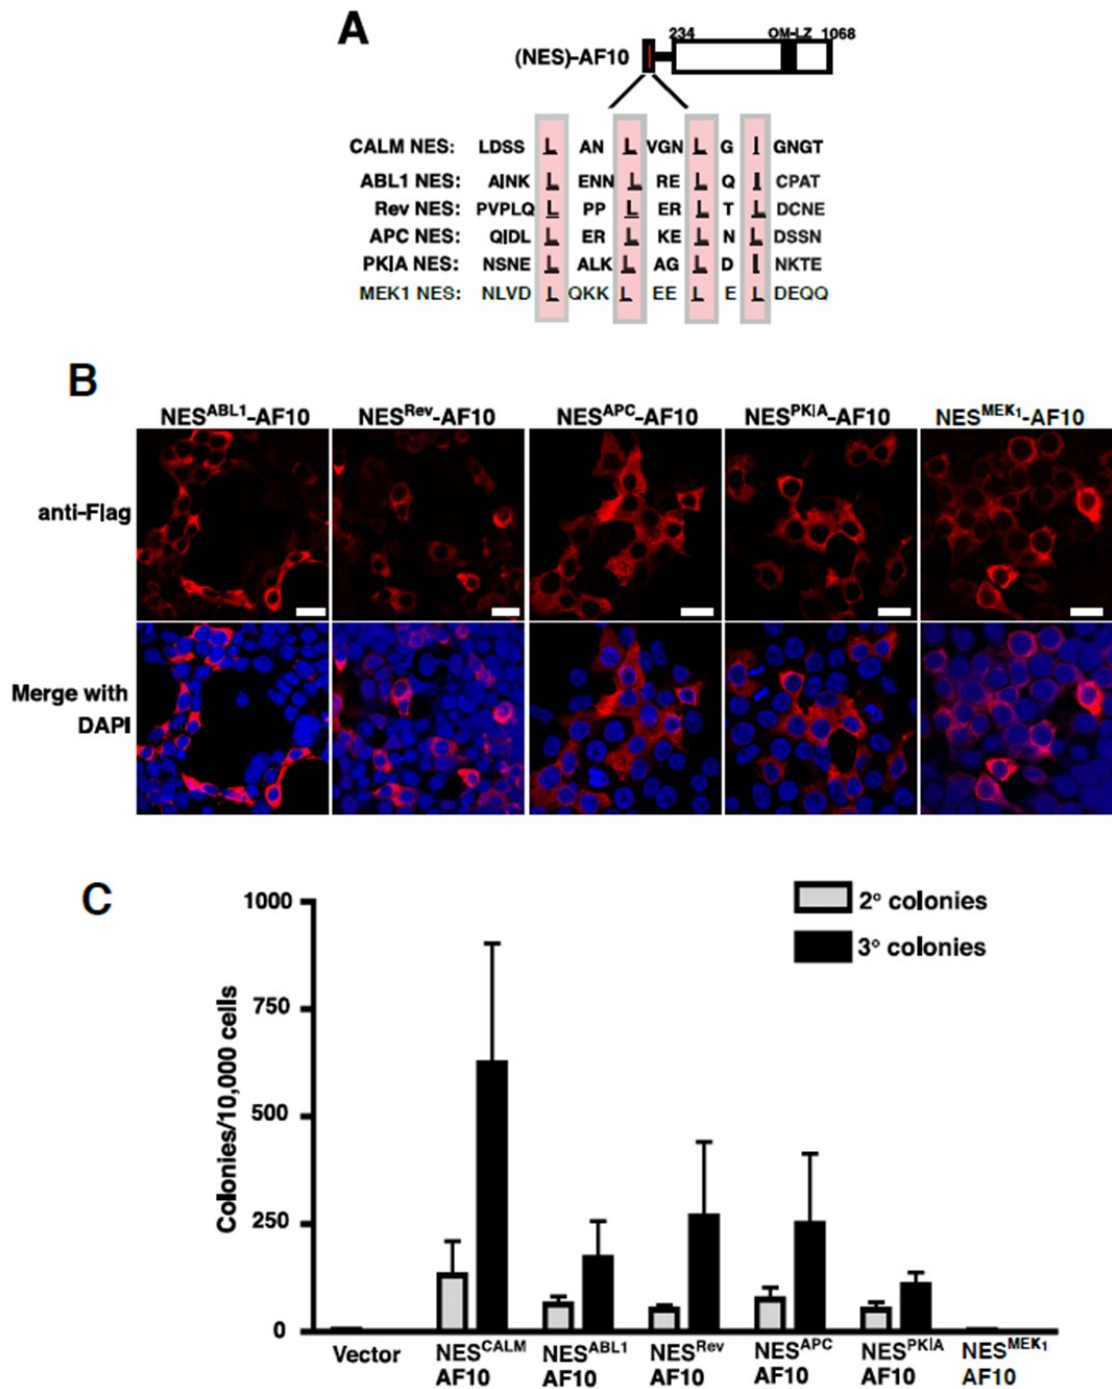 A
234 OM-LZ 1068
(NES)-AF10
CALM NES: LDSS L AN L VGN L G I GNGT
ABL1 NES: AINK L ENN L RE L Q I CPAT
Rev NES: PVPLQ L PP L ER L T L DCNE
APC NES: QIDL L ER L KE L N L DSSN
PKIA NES: NSNE L ALK L AG L D I NKTE
MEK1 NES: NLVD L QKK L EE L E L DEQQ
B
NESABL1-AF10 NESRev-AF10 NESAPC-AF10 NESPKIA-AF10 NESMEK1-AF10
anti-Flag
Merge with
DAPI
C
1000
750
500
250
0
Colonies/10,000 cells
2° colonies
3° colonies
Vector NESCALM NESABL1 NESRev NESAPC NESPKIA NESMEK1
AF10 AF10 AF10 AF10 AF10 AF10